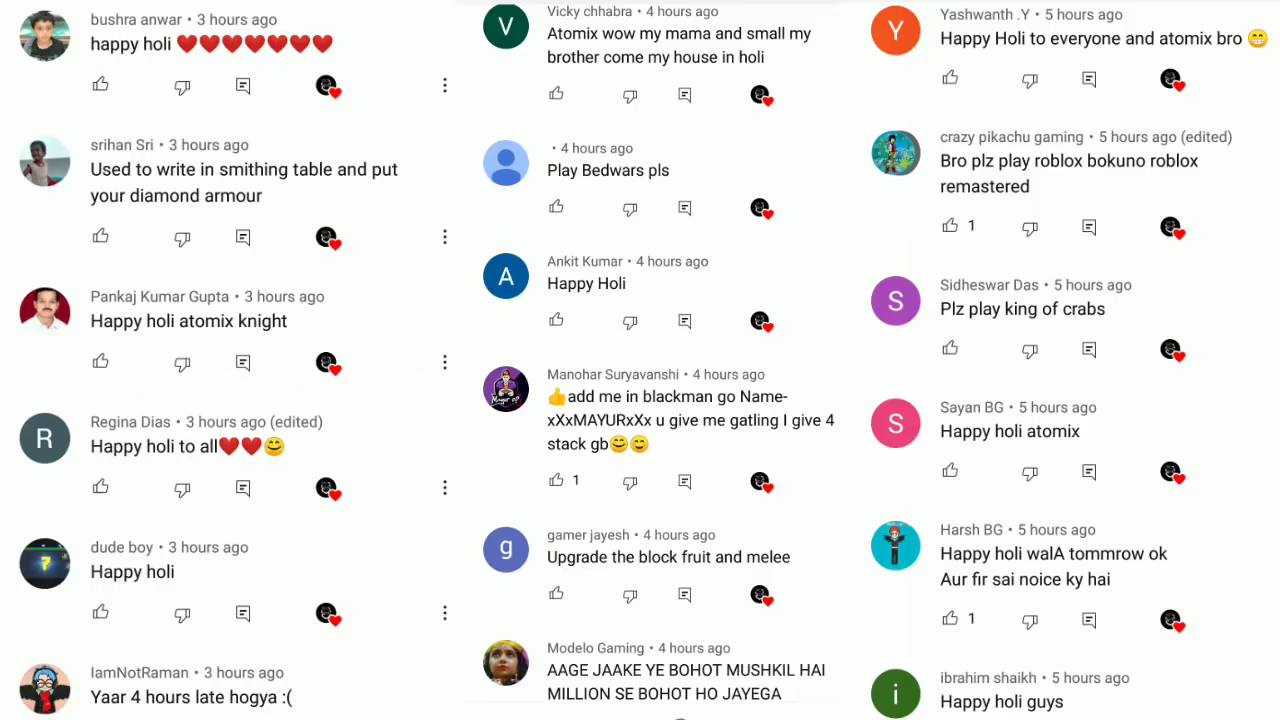 bushra anwar • 3 hours ago
happy holi ❤️❤️❤️❤️❤️❤️❤️
srihan Sri • 3 hours ago
Used to write in smithing table and put
your diamond armour
Pankaj Kumar Gupta • 3 hours ago
Happy holi atomix knight
R
Regina Dias • 3 hours ago (edited)
Happy holi to all❤️❤️😊
dude boy • 3 hours ago
Happy holi
IamNotRaman • 3 hours ago
Yaar 4 hours late hogya :(
V
Vicky chhabra • 4 hours ago
Atomix wow my mama and small my
brother come my house in holi
• 4 hours ago
Play Bedwars pls
A
Ankit Kumar • 4 hours ago
Happy Holi
Manohar Suryavanshi • 4 hours ago
👍add me in blackman go Name-
xXxMAYURxXx u give me gatling I give 4
stack gb😊😊
1
g
gamer jayesh • 4 hours ago
Upgrade the block fruit and melee
Modelo Gaming • 4 hours ago
AAGE JAAKE YE BOHOT MUSHKIL HAI
MILLION SE BOHOT HO JAYEGA
Y
Yashwanth .Y • 5 hours ago
Happy Holi to everyone and atomix bro 😁
crazy pikachu gaming • 5 hours ago (edited)
Bro plz play roblox bokuno roblox
remastered
1
S
Sidheswar Das • 5 hours ago
Plz play king of crabs
S
Sayan BG • 5 hours ago
Happy holi atomix
Harsh BG • 5 hours ago
Happy holi walA tommrow ok
Aur fir sai noice ky hai
1
i
ibrahim shaikh • 5 hours ago
Happy holi guys